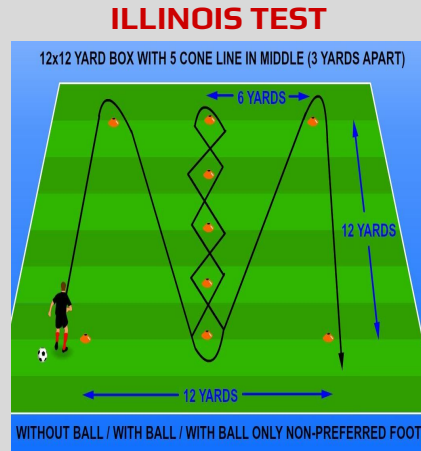 ILLINOIS TEST
12x12 YARD BOX WITH 5 CONE LINE IN MIDDLE (3 YARDS APART)
6 YARDS
12 YARDS
12 YARDS
WITHOUT BALL / WITH BALL / WITH BALL ONLY NON-PREFERRED FOOT